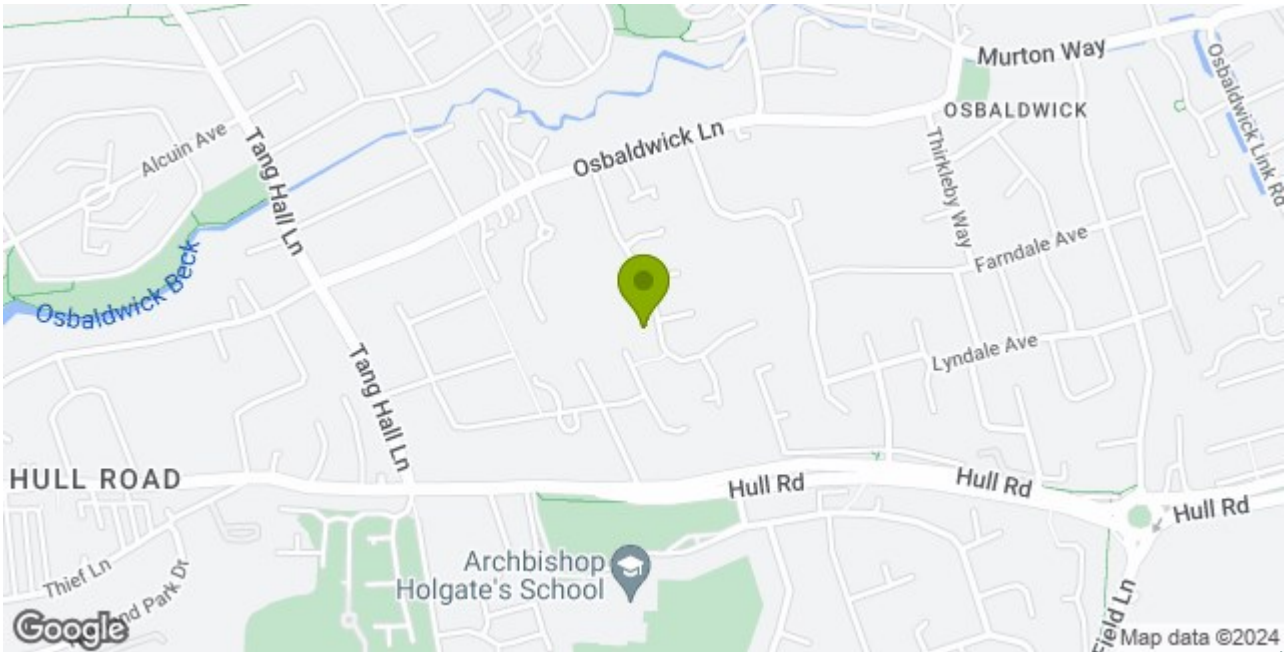 Murton Way
OSBALDWICK
Osbaldwick Link Rd
Alcuin Ave
Tang Hall Ln
Osbaldwick Ln
Thirkleby Way
Farndale Ave
Osbaldwick Beck
Lyndale Ave
Tang Hall Ln
HULL ROAD
Hull Rd
Hull Rd
Hull Rd
Archbishop
Holgate's School
Thief Ln
Park Dr
Field Ln
Google
Map data ©2024